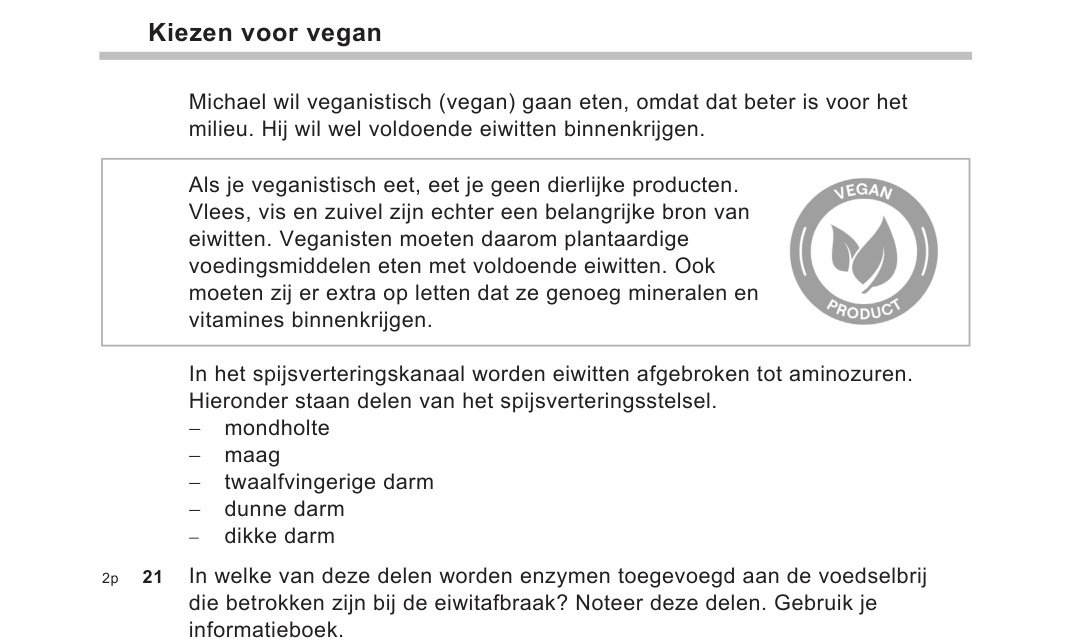 Kiezen voor vegan
Michael wil veganistisch (vegan) gaan eten, omdat dat beter is voor het
milieu. Hij wil wel voldoende eiwitten binnenkrijgen.
Als je veganistisch eet, eet je geen dierlijke producten.
Vlees, vis en zuivel zijn echter een belangrijke bron van
eiwitten. Veganisten moeten daarom plantaardige
voedingsmiddelen eten met voldoende eiwitten. Ook
moeten zij er extra op letten dat ze genoeg mineralen en
vitamines binnenkrijgen.
VEGAN
PRODUCT
In het spijsverteringskanaal worden eiwitten afgebroken tot aminozuren.
Hieronder staan delen van het spijsverteringsstelsel.
– mondholte
– maag
– twaalfvingerige darm
– dunne darm
– dikke darm
2p 21 In welke van deze delen worden enzymen toegevoegd aan de voedselbrij
die betrokken zijn bij de eiwitafbraak? Noteer deze delen. Gebruik je
informatieboek.